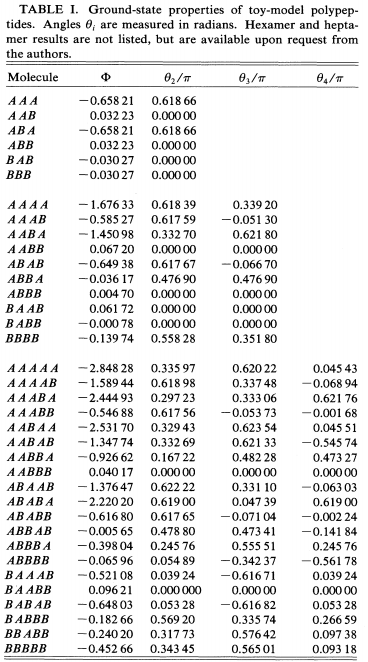 TABLE I. Ground-state properties of toy-model polypep-
tides. Angles θi are measured in radians. Hexamer and hepta-
mer results are not listed, but are available upon request from
the authors.
Molecule Φ θ2/π θ3/π θ4/π
AAA −0.658 21 0.618 66
AAB 0.032 23 0.000 00
ABA −0.658 21 0.618 66
ABB 0.032 23 0.000 00
BAB −0.030 27 0.000 00
BBB −0.030 27 0.000 00
AAAA −1.676 33 0.618 39 0.339 20
AAAB −0.585 27 0.617 59 −0.051 30
AABA −1.450 98 0.332 70 0.621 80
AABB 0.067 20 0.000 00 0.000 00
ABAB −0.649 38 0.617 67 −0.066 70
ABBA −0.036 17 0.476 90 0.476 90
ABBB 0.004 70 0.000 00 0.000 00
BAAB 0.061 72 0.000 00 0.000 00
BABB −0.000 78 0.000 00 0.000 00
BBBB −0.139 74 0.558 28 0.351 80
AAAAA −2.848 28 0.335 97 0.620 22 0.045 43
AAAAB −1.589 44 0.618 98 0.337 48 −0.068 94
AAABA −2.444 93 0.297 23 0.333 06 0.621 76
AAABB −0.546 88 0.617 56 −0.053 73 −0.001 68
AABAA −2.531 70 0.329 43 0.623 54 0.045 51
AABAB −1.347 74 0.332 69 0.621 33 −0.545 74
AABBA −0.926 62 0.167 22 0.482 28 0.473 27
AABBB 0.040 17 0.000 00 0.000 00 0.000 00
ABAAB −1.376 47 0.622 22 0.331 10 −0.063 03
ABABA −2.220 20 0.619 00 0.047 39 0.619 00
ABABB −0.616 80 0.617 65 −0.071 04 −0.002 24
ABBAB −0.005 65 0.478 80 0.473 41 −0.141 84
ABBBA −0.398 04 0.245 76 0.555 51 0.245 76
ABBBB −0.065 96 0.054 89 −0.342 37 −0.561 78
BAAAB −0.521 08 0.039 24 −0.616 71 0.039 24
BAABB 0.096 21 0.000 000 0.000 00 0.000 00
BABAB −0.648 03 0.053 28 −0.616 82 0.053 28
BABBB −0.182 66 0.569 20 0.335 74 0.266 59
BBABB −0.240 20 0.317 73 0.576 42 0.097 38
BBBBB −0.452 66 0.343 45 0.565 01 0.093 18